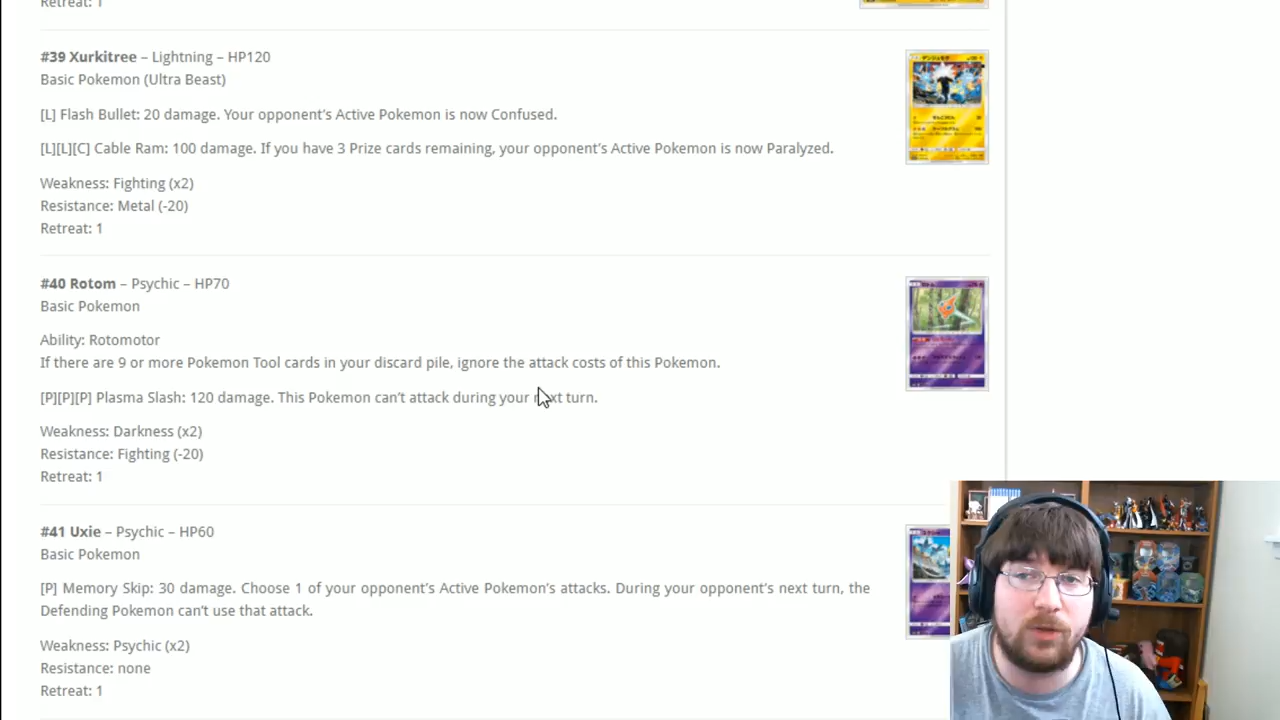 Retreat: 1
#39 Xurkitree – Lightning – HP120
Basic Pokemon (Ultra Beast)
[L] Flash Bullet: 20 damage. Your opponent’s Active Pokemon is now Confused.
[L][L][C] Cable Ram: 100 damage. If you have 3 Prize cards remaining, your opponent’s Active Pokemon is now Paralyzed.
Weakness: Fighting (x2)
Resistance: Metal (-20)
Retreat: 1
#40 Rotom – Psychic – HP70
Basic Pokemon
Ability: Rotomotor
If there are 9 or more Pokemon Tool cards in your discard pile, ignore the attack costs of this Pokemon.
[P][P][P] Plasma Slash: 120 damage. This Pokemon can’t attack during your next turn.
Weakness: Darkness (x2)
Resistance: Fighting (-20)
Retreat: 1
#41 Uxie – Psychic – HP60
Basic Pokemon
[P] Memory Skip: 30 damage. Choose 1 of your opponent’s Active Pokemon’s attacks. During your opponent’s next turn, the
Defending Pokemon can’t use that attack.
Weakness: Psychic (x2)
Resistance: none
Retreat: 1